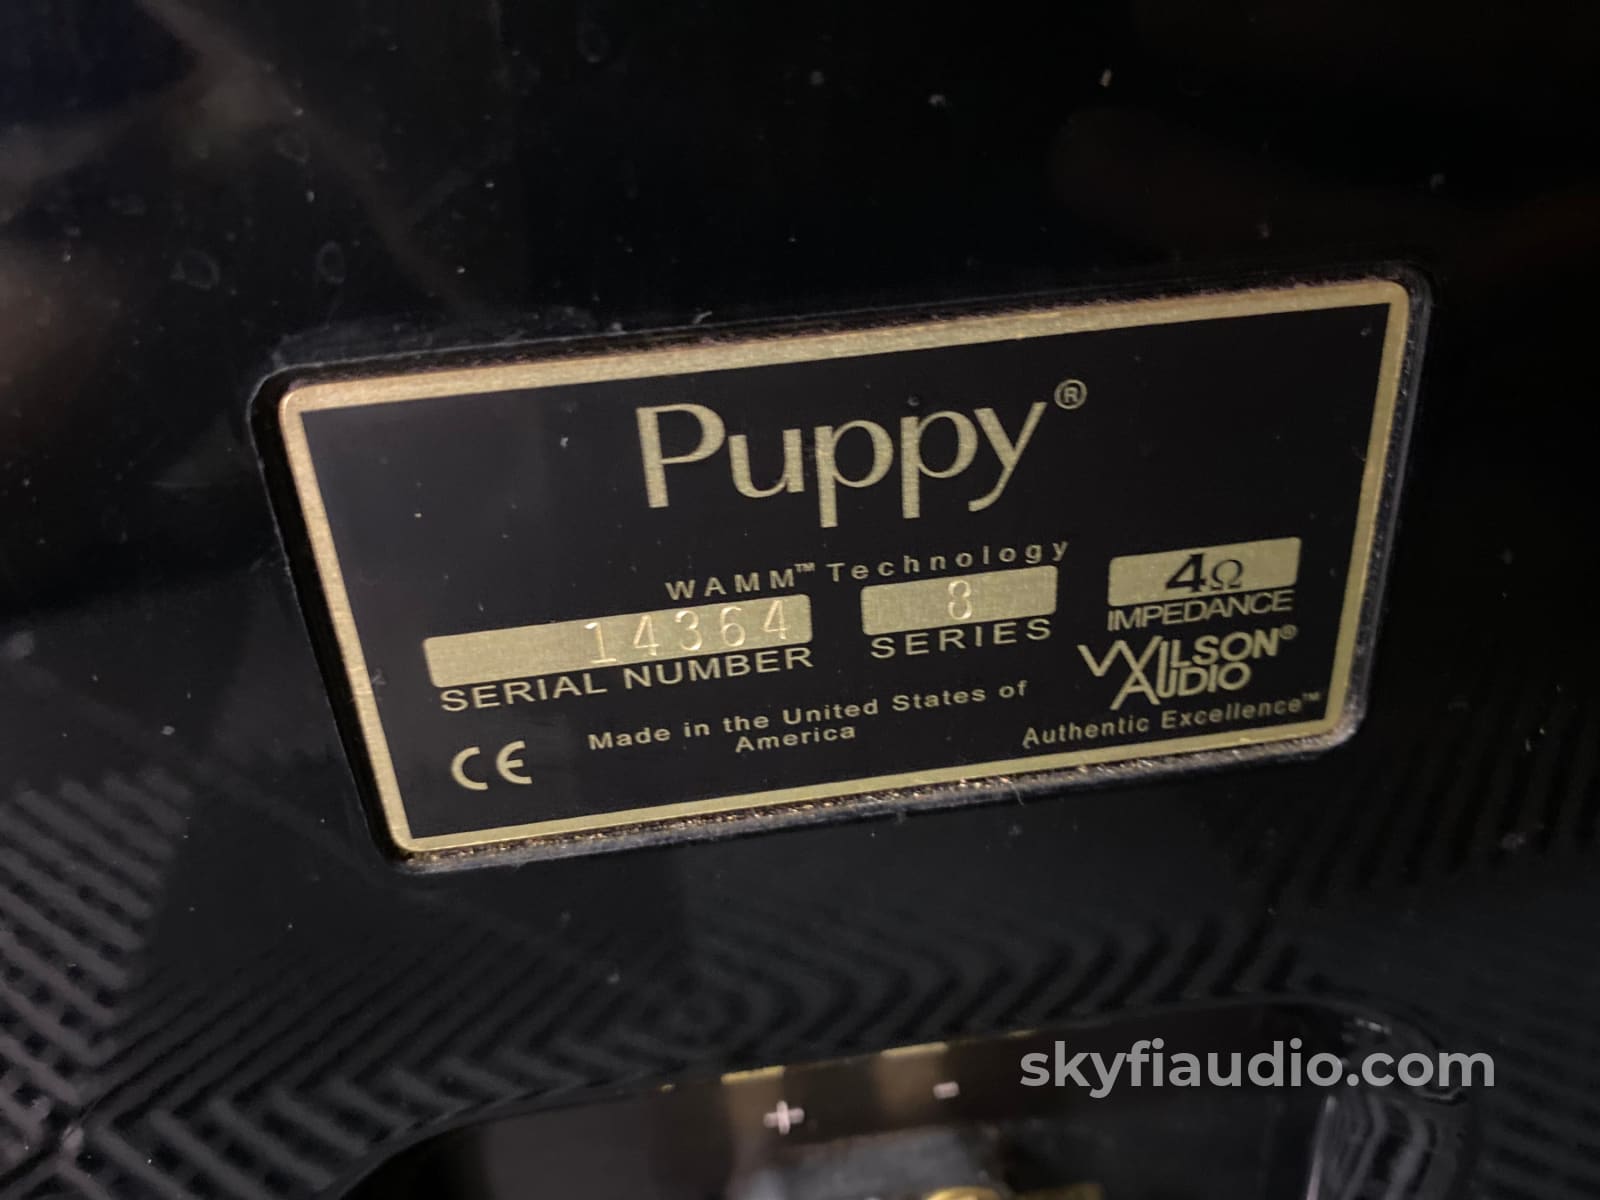 Puppy®
WAMM™ Technology
14364
SERIAL NUMBER
8
SERIES
4Ω
IMPEDANCE
WILSON®
AUDIO
Authentic Excellence™
CE
Made in the United States of
America
skyfiaudio.com
+
-